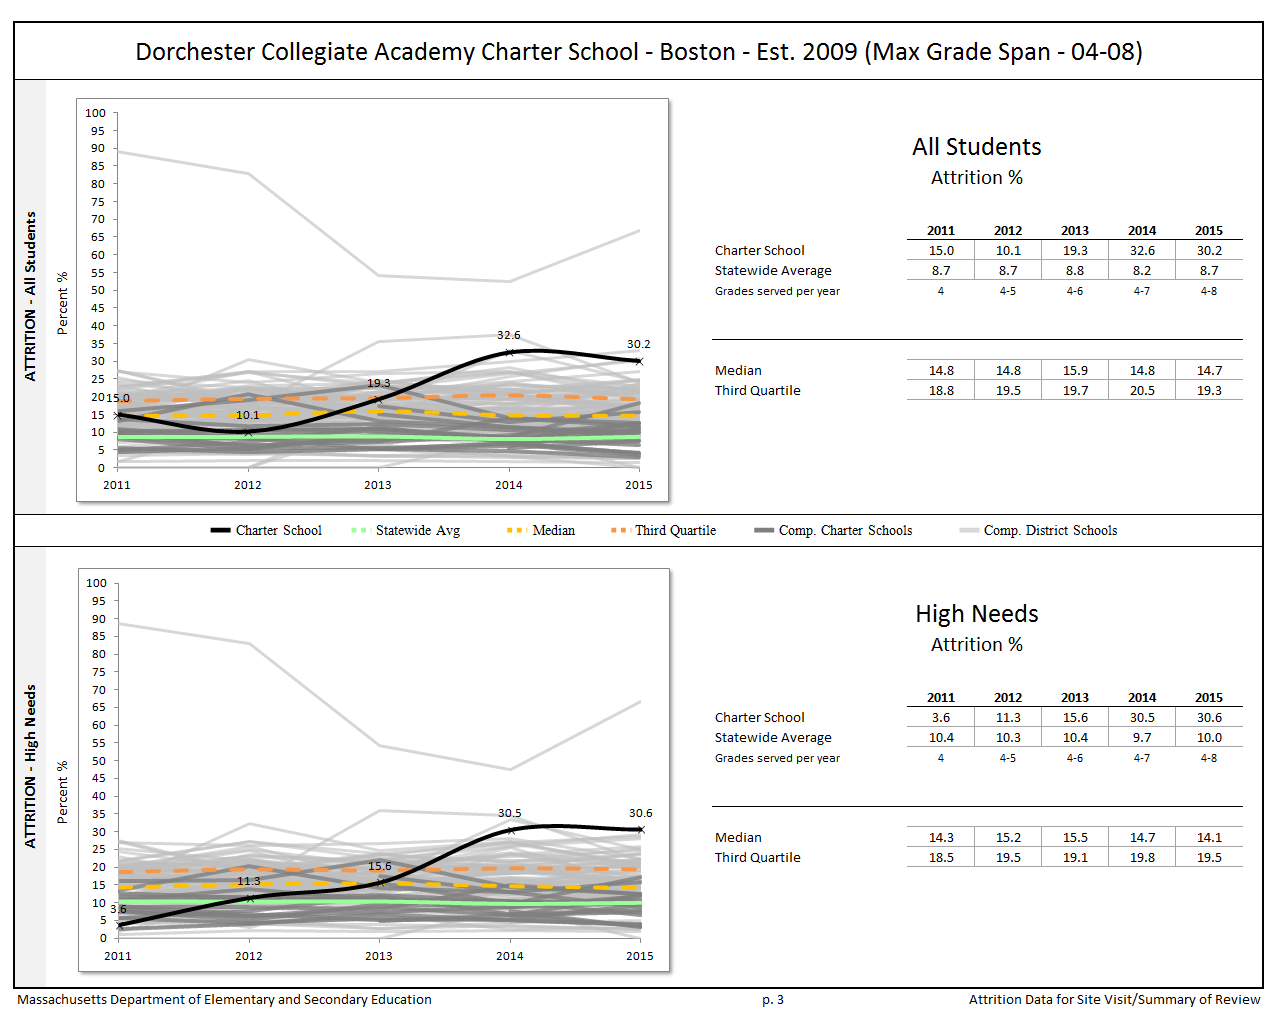 Dorchester Collegiate Academy Charter School - Boston - Est. 2009 (Max Grade Span - 04-08)
ATTRITION - All Students
Percent %
100
95
90
85
80
75
70
65
60
55
50
45
40
35
30
25
20
15
10
5
0
15.0
10.1
19.3
32.6
30.2
2011 2012 2013 2014 2015
All Students
Attrition %
2011 2012 2013 2014 2015
Charter School 15.0 10.1 19.3 32.6 30.2
Statewide Average 8.7 8.7 8.8 8.2 8.7
Grades served per year 4 4-5 4-6 4-7 4-8
Median 14.8 14.8 15.9 14.8 14.7
Third Quartile 18.8 19.5 19.7 20.5 19.3
Charter School Statewide Avg Median Third Quartile Comp. Charter Schools Comp. District Schools
ATTRITION - High Needs
Percent %
100
95
90
85
80
75
70
65
60
55
50
45
40
35
30
25
20
15
10
5
0
3.6
11.3
15.6
30.5
30.6
2011 2012 2013 2014 2015
High Needs
Attrition %
2011 2012 2013 2014 2015
Charter School 3.6 11.3 15.6 30.5 30.6
Statewide Average 10.4 10.3 10.4 9.7 10.0
Grades served per year 4 4-5 4-6 4-7 4-8
Median 14.3 15.2 15.5 14.7 14.1
Third Quartile 18.5 19.5 19.1 19.8 19.5
Massachusetts Department of Elementary and Secondary Education p. 3 Attrition Data for Site Visit/Summary of Review